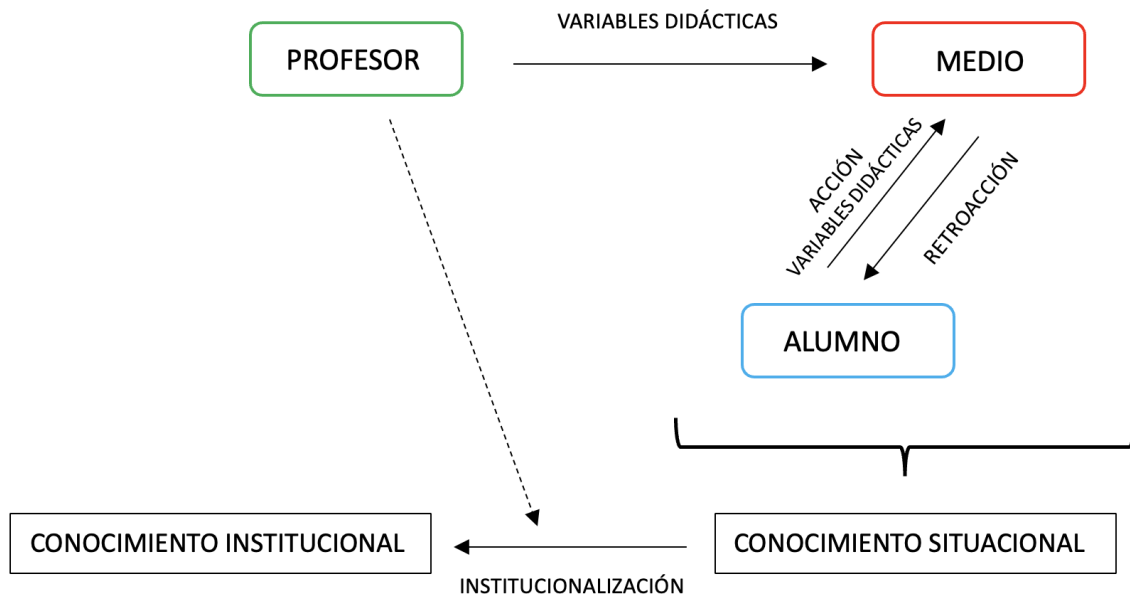 VARIABLES DIDÁCTICAS
PROFESOR
MEDIO
ACCIÓN
VARIABLES DIDÁCTICAS
RETROACCIÓN
ALUMNO
CONOCIMIENTO INSTITUCIONAL
CONOCIMIENTO SITUACIONAL
INSTITUCIONALIZACIÓN